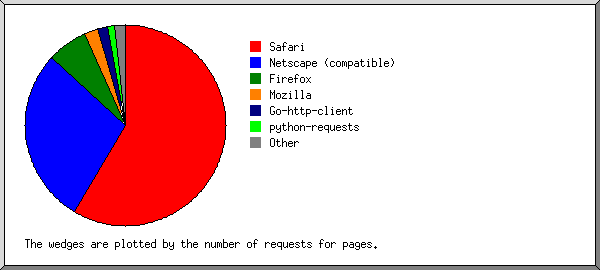 Safari
Netscape (compatible)
Firefox
Mozilla
Go-http-client
python-requests
Other
The wedges are plotted by the number of requests for pages.